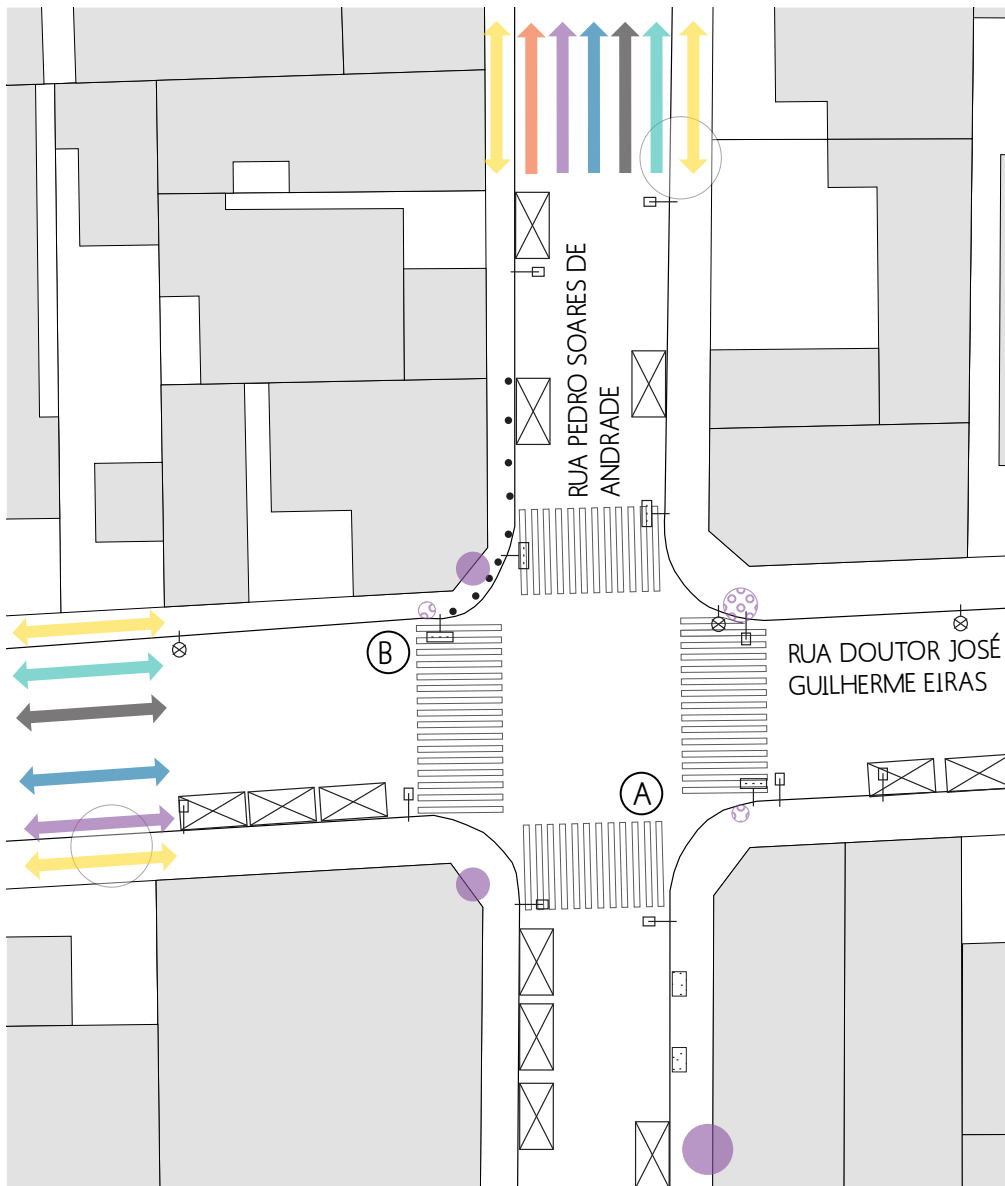 RUA PEDRO SOARES DE
ANDRADE
B
RUA DOUTOR JOSÉ
GUILHERME EIRAS
A